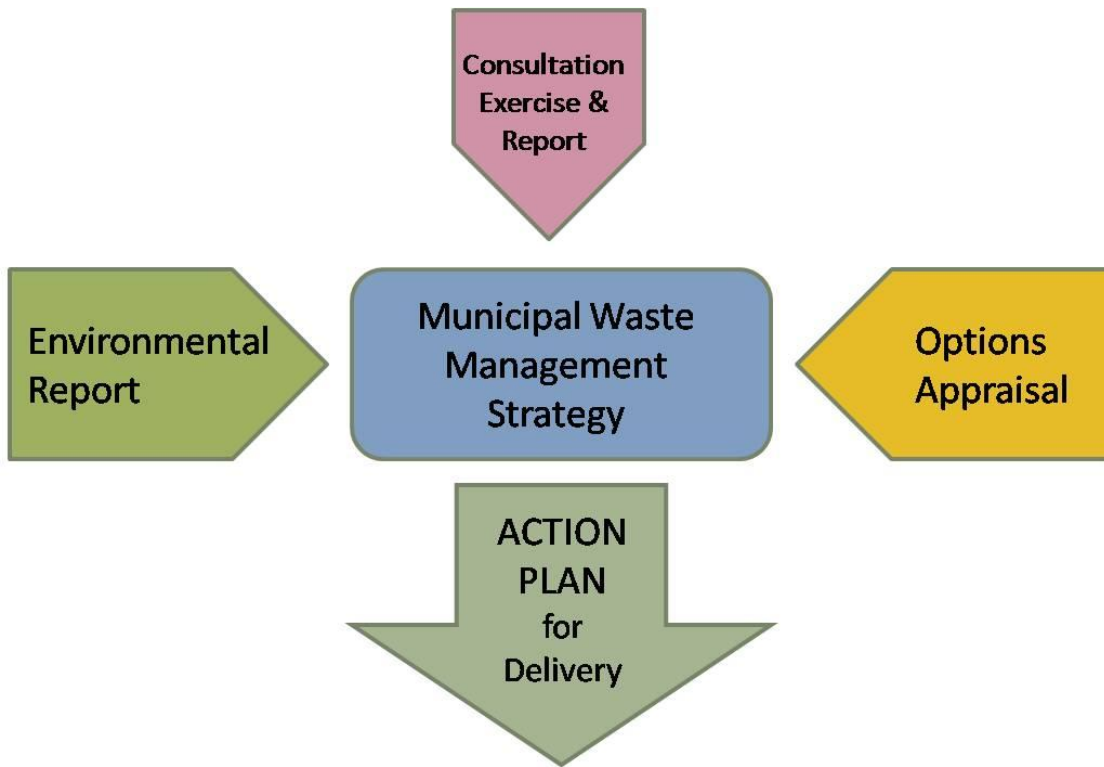 Consultation
Exercise &
Report
Environmental
Report
Municipal Waste
Management
Strategy
Options
Appraisal
ACTION
PLAN
for
Delivery